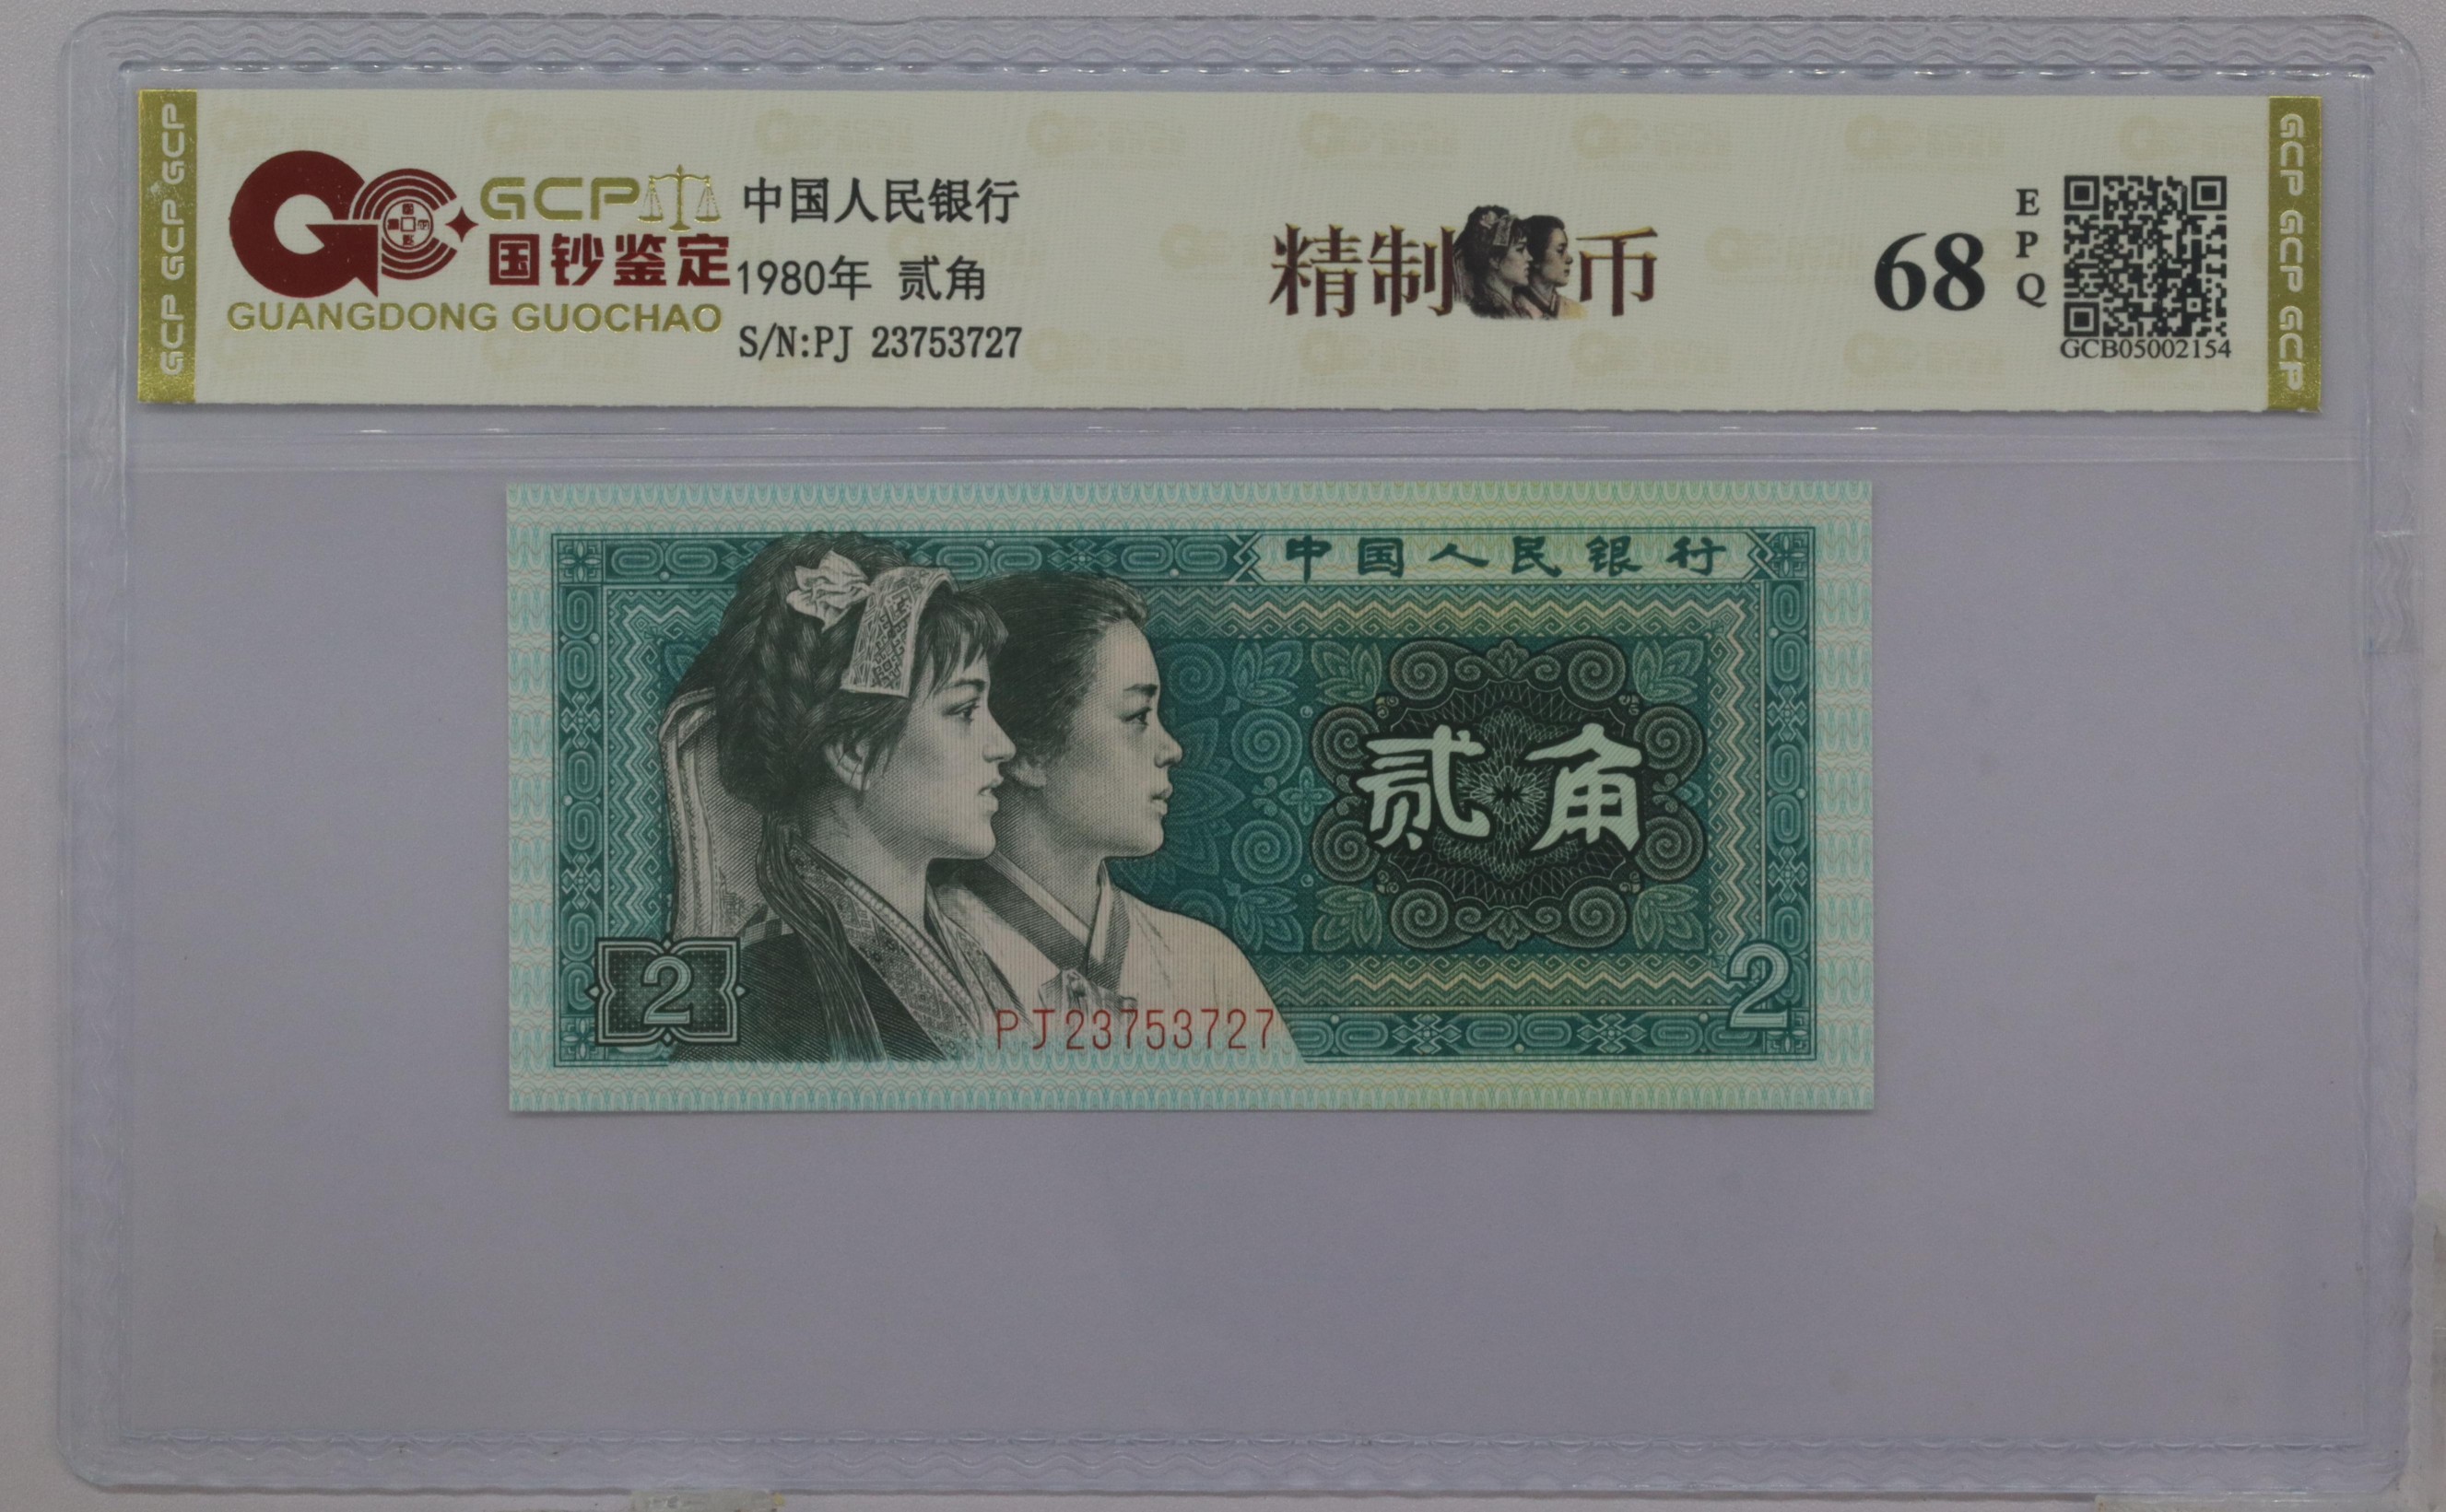 GCP GCP GCP
GCP
国钞鉴定
GUANGDONG GUOCHAO
中国人民银行
1980年 贰角
S/N:PJ 23753727
精制币
68
EPQ
GCB05002154
GCP GCP GCP
中国人民银行
贰角
2
2
PJ23753727